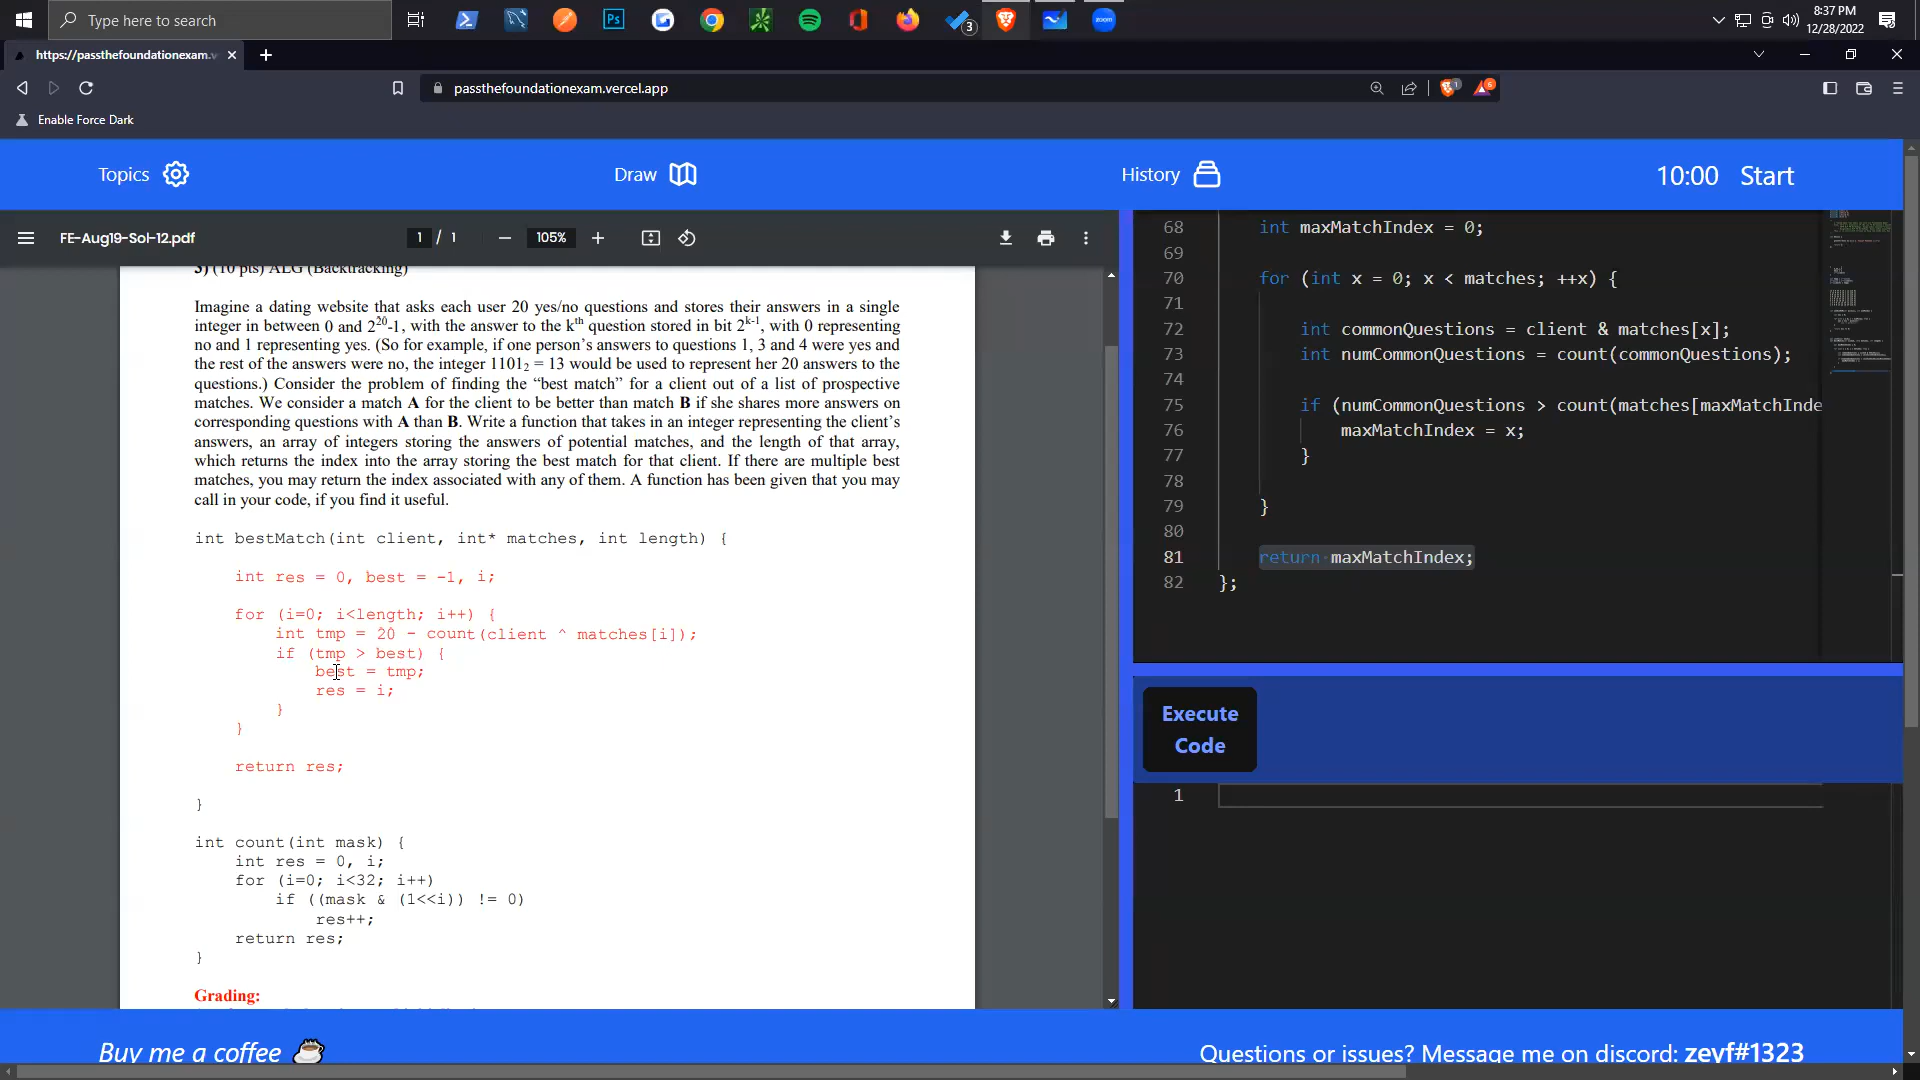 Type here to search
3
8:37 PM
12/28/2022
https://passthefoundationexam.v
passthefoundationexam.vercel.app
1
6
Enable Force Dark
Topics
Draw
History
10:00 Start
FE-Aug19-Sol-12.pdf
1 / 1
105%
3) (10 pts) ALG (Backtracking)
Imagine a dating website that asks each user 20 yes/no questions and stores their answers in a single
integer in between 0 and 2^20-1, with the answer to the k^th question stored in bit 2^k-1, with 0 representing
no and 1 representing yes. (So for example, if one person's answers to questions 1, 3 and 4 were yes and
the rest of the answers were no, the integer 1101₂ = 13 would be used to represent her 20 answers to the
questions.) Consider the problem of finding the “best match” for a client out of a list of prospective
matches. We consider a match A for the client to be better than match B if she shares more answers on
corresponding questions with A than B. Write a function that takes in an integer representing the client's
answers, an array of integers storing the answers of potential matches, and the length of that array,
which returns the index into the array storing the best match for that client. If there are multiple best
matches, you may return the index associated with any of them. A function has been given that you may
call in your code, if you find it useful.
int bestMatch(int client, int* matches, int length) {
int res = 0, best = -1, i;
for (i=0; i<length; i++) {
int tmp = 20 - count(client ^ matches[i]);
if (tmp > best) {
best = tmp;
res = i;
}
}
return res;
}
int count(int mask) {
int res = 0, i;
for (i=0; i<32; i++)
if ((mask & (1<<i)) != 0)
res++;
return res;
}
Grading:
68 int maxMatchIndex = 0;
69
70 for (int x = 0; x < matches; ++x) {
71
72 int commonQuestions = client & matches[x];
73 int numCommonQuestions = count(commonQuestions);
74
75 if (numCommonQuestions > count(matches[maxMatchInde
76 maxMatchIndex = x;
77 }
78
79 }
80
81 return maxMatchIndex;
82 };
Execute
Code
1
Buy me a coffee
Questions or issues? Message me on discord: zeyf#1323